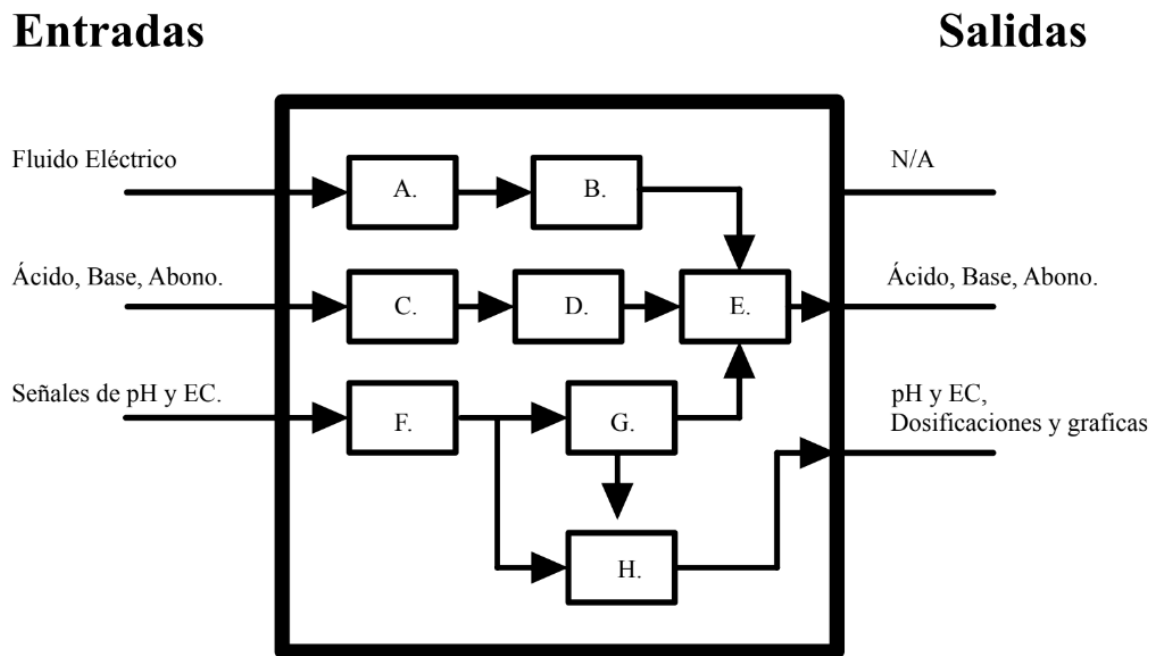 Entradas
Salidas
Fluido Eléctrico
A.
B.
N/A
Ácido, Base, Abono.
C.
D.
E.
Ácido, Base, Abono.
Señales de pH y EC.
F.
G.
pH y EC,
Dosificaciones y graficas
H.